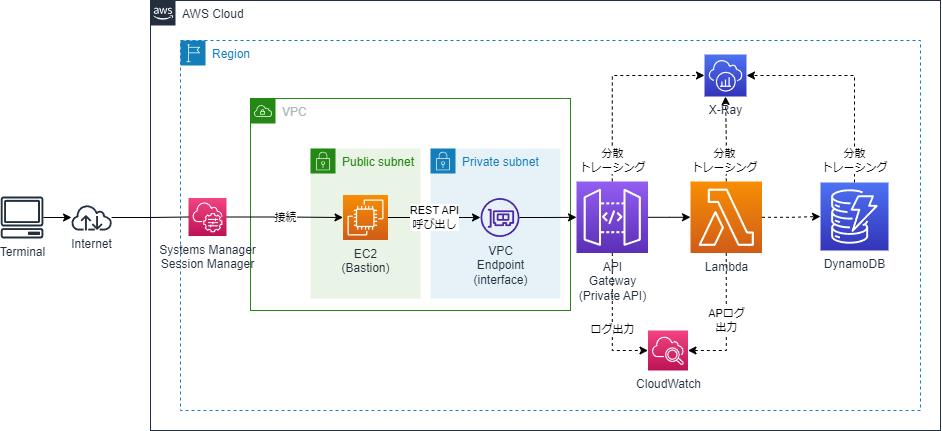 aws
AWS Cloud
Region
VPC
X-Ray
Public subnet
Private subnet
分散
トレーシング
分散
トレーシング
分散
トレーシング
Terminal
Internet
Systems Manager
Session Manager
接続
EC2
(Bastion)
REST API
呼び出し
VPC
Endpoint
(interface)
API
Gateway
(Private API)
Lambda
DynamoDB
ログ出力
APログ
出力
CloudWatch